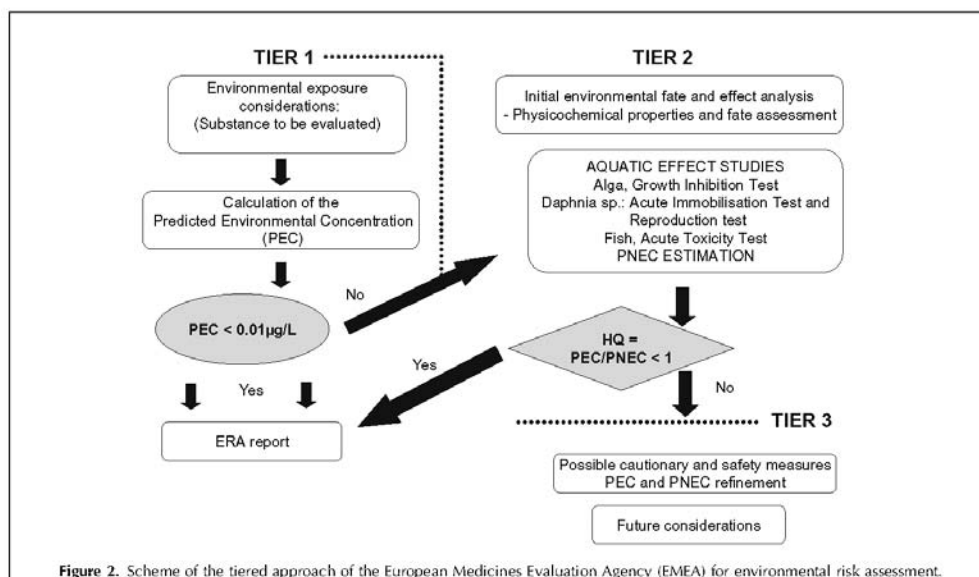 TIER 1
Environmental exposure
considerations:
(Substance to be evaluated)
Calculation of the
Predicted Environmental Concentration
(PEC)
No
PEC < 0.01µg/L
Yes
ERA report
TIER 2
Initial environmental fate and effect analysis
- Physicochemical properties and fate assessment
AQUATIC EFFECT STUDIES
Alga, Growth Inhibition Test
Daphnia sp.: Acute Immobilisation Test and
Reproduction test
Fish, Acute Toxicity Test
PNEC ESTIMATION
HQ =
PEC/PNEC < 1
Yes
No
TIER 3
Possible cautionary and safety measures
PEC and PNEC refinement
Future considerations
Figure 2. Scheme of the tiered approach of the European Medicines Evaluation Agency (EMEA) for environmental risk assessment.